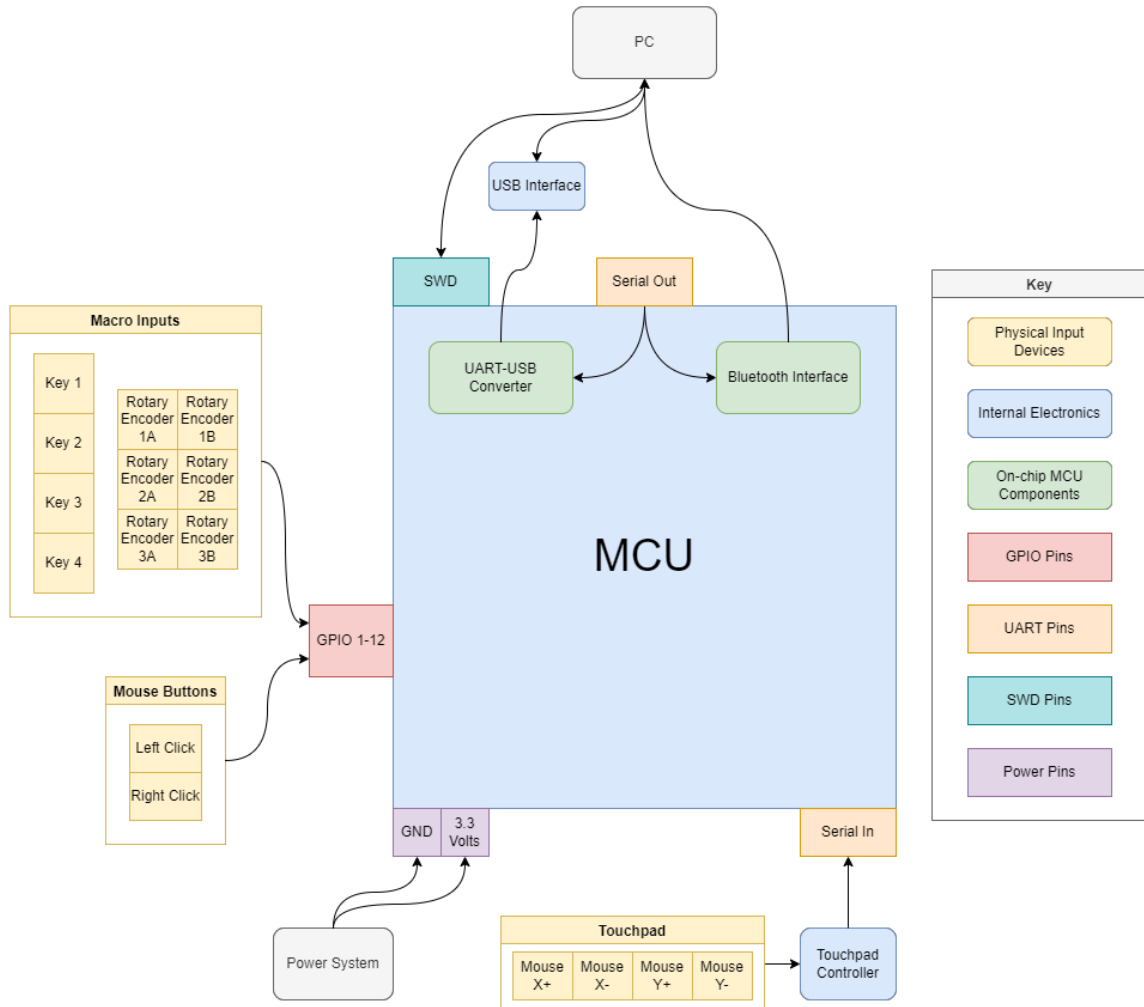 PC
USB Interface
SWD
Serial Out
UART-USB
Converter
Bluetooth Interface
MCU
Macro Inputs
Key 1
Key 2
Key 3
Key 4
Rotary
Encoder
1A
Rotary
Encoder
1B
Rotary
Encoder
2A
Rotary
Encoder
2B
Rotary
Encoder
3A
Rotary
Encoder
3B
GPIO 1-12
Mouse Buttons
Left Click
Right Click
GND
3.3
Volts
Serial In
Power System
Touchpad
Mouse
X+
Mouse
X-
Mouse
Y+
Mouse
Y-
Touchpad
Controller
Key
Physical Input
Devices
Internal Electronics
On-chip MCU
Components
GPIO Pins
UART Pins
SWD Pins
Power Pins